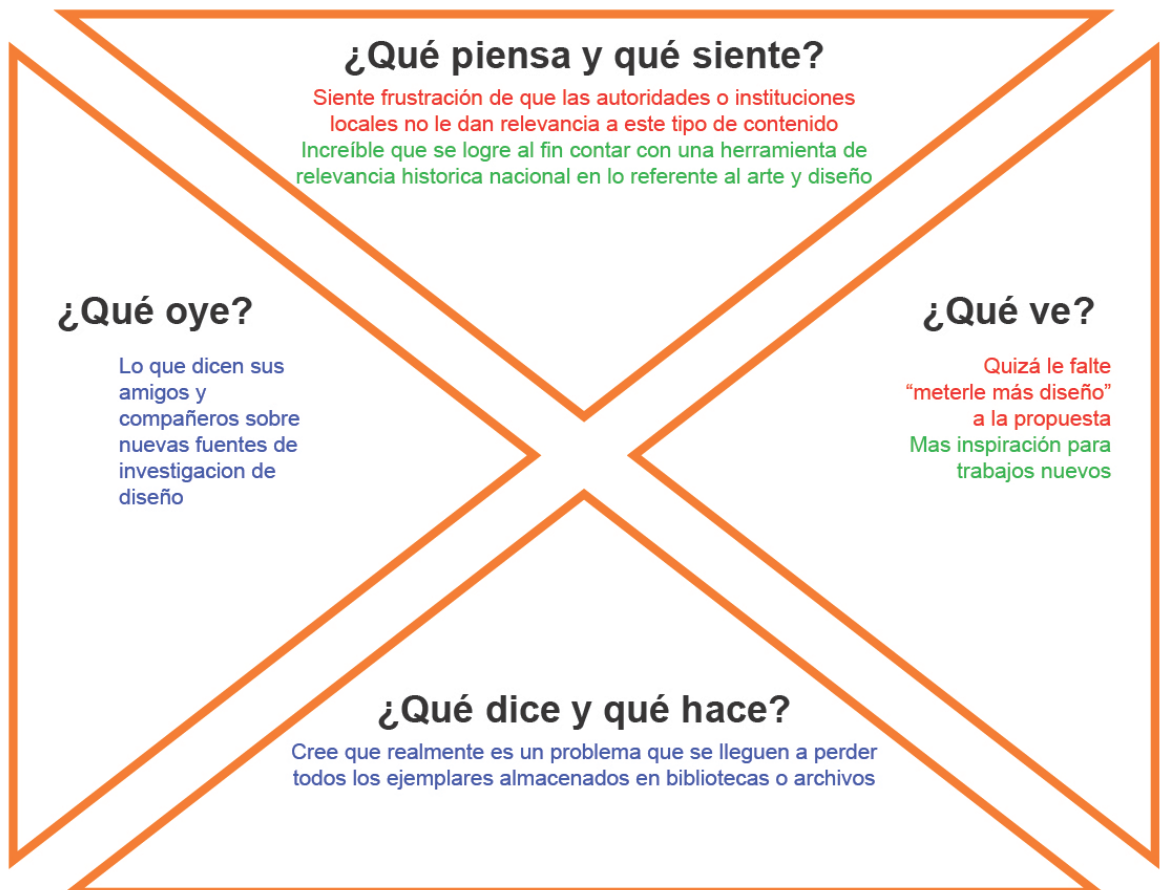 ¿Qué piensa y qué siente?
Siente frustración de que las autoridades o instituciones
locales no le dan relevancia a este tipo de contenido
Increíble que se logre al fin contar con una herramienta de
relevancia historica nacional en lo referente al arte y diseño
¿Qué oye?
Lo que dicen sus
amigos y
compañeros sobre
nuevas fuentes de
investigacion de
diseño
¿Qué ve?
Quizá le falte
“meterle más diseño”
a la propuesta
Mas inspiración para
trabajos nuevos
¿Qué dice y qué hace?
Cree que realmente es un problema que se lleguen a perder
todos los ejemplares almacenados en bibliotecas o archivos